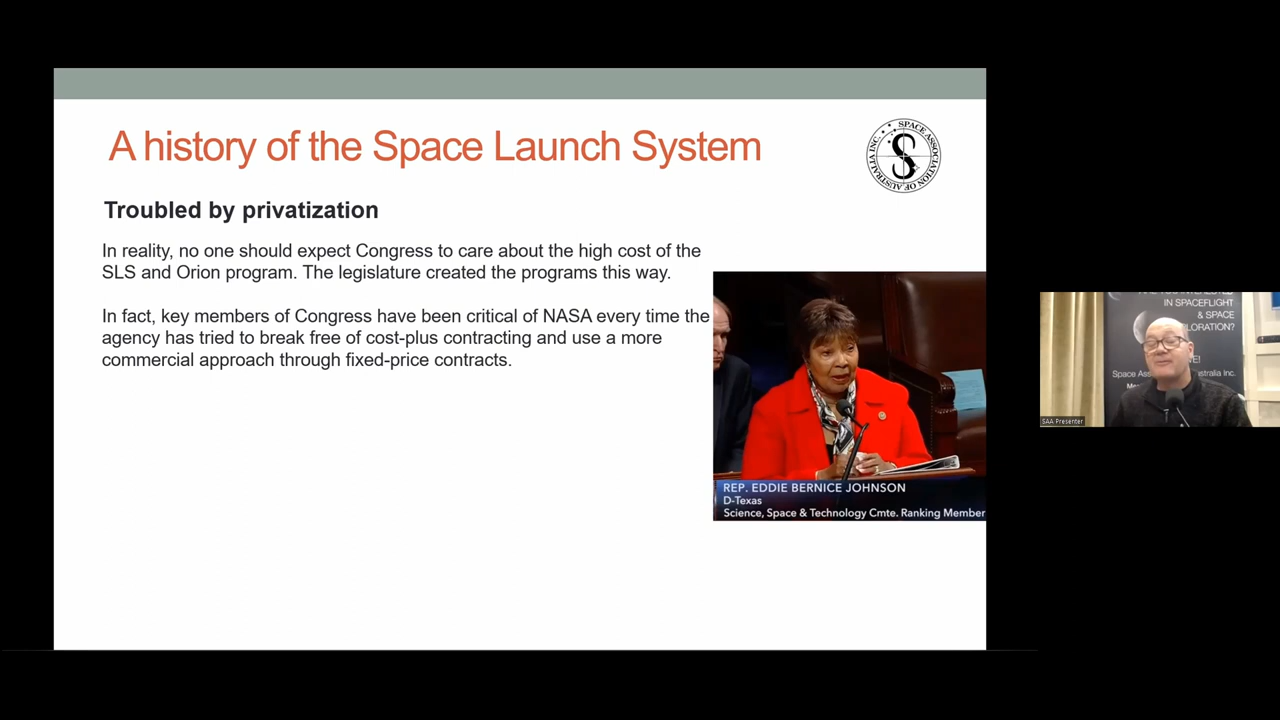 A history of the Space Launch System
SPACE ASSOCIATION OF AUSTRALIA INC.
S
Troubled by privatization
In reality, no one should expect Congress to care about the high cost of the
SLS and Orion program. The legislature created the programs this way.
In fact, key members of Congress have been critical of NASA every time the
agency has tried to break free of cost-plus contracting and use a more
commercial approach through fixed-price contracts.
REP. EDDIE BERNICE JOHNSON
D-Texas
Science, Space & Technology Cmte. Ranking Member
IN SPACEFLIGHT
& SPACE
Space
Inc.
SAA Presenter